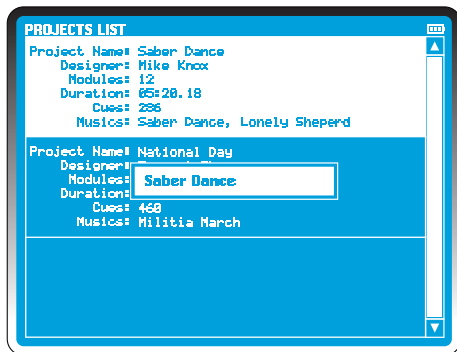 PROJECTS LIST
Project Name: Saber Dance
Designer: Mike Knox
Modules: 12
Duration: 05:20.18
Cues: 286
Musics: Saber Dance, Lonely Sheperd
Project Name: National Day
Designer:
Modules:
Saber Dance
Duration:
Cues: 460
Musics: Militia March